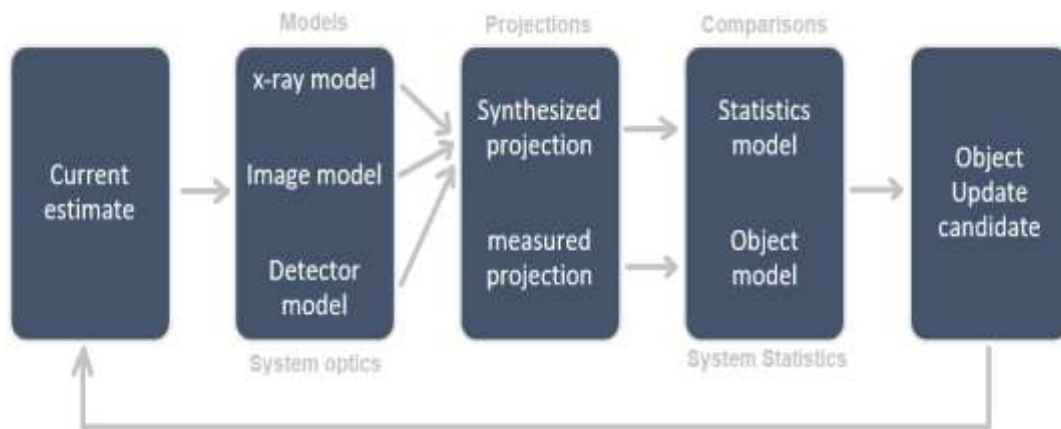 Models
Projections
Comparisons
Current
estimate
x-ray model
Image model
Detector
model
Synthesized
projection
measured
projection
Statistics
model
Object
model
Object
Update
candidate
System optics
System Statistics